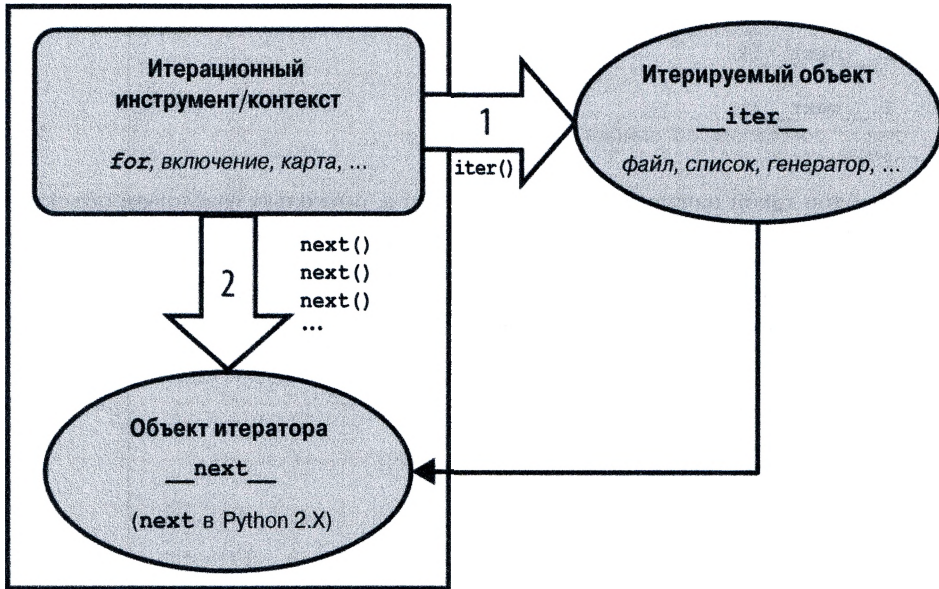 Итерационный
инструмент/контекст
for, включение, карта, ...
1
iter()
Итерируемый объект
__iter__
файл, список, генератор, ...
2
next()
next()
next()
...
Объект итератора
__next__
(next в Python 2.X)